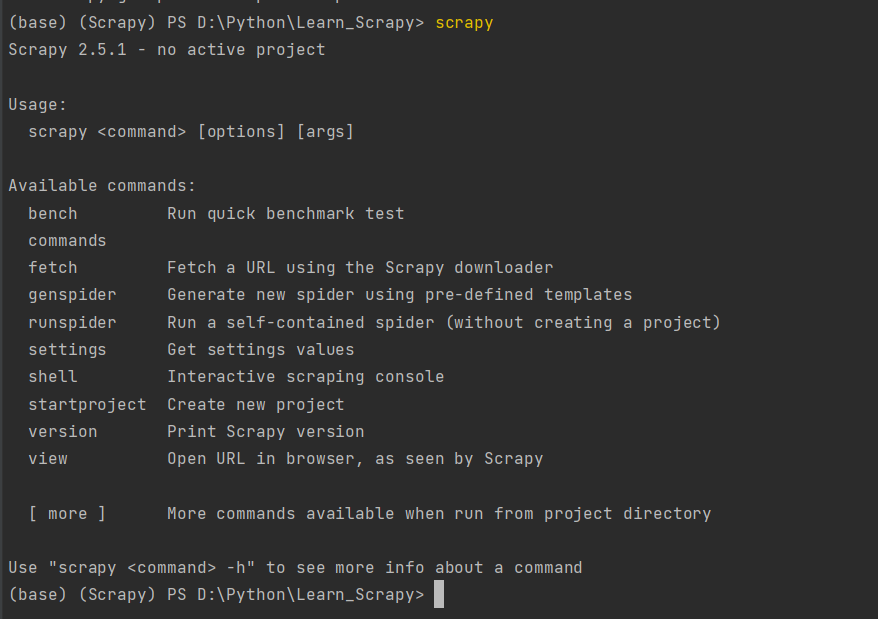 (base) (Scrapy) PS D:\Python\Learn_Scrapy> scrapy
Scrapy 2.5.1 - no active project
Usage:
scrapy <command> [options] [args]
Available commands:
bench Run quick benchmark test
commands
fetch Fetch a URL using the Scrapy downloader
genspider Generate new spider using pre-defined templates
runspider Run a self-contained spider (without creating a project)
settings Get settings values
shell Interactive scraping console
startproject Create new project
version Print Scrapy version
view Open URL in browser, as seen by Scrapy
[ more ] More commands available when run from project directory
Use "scrapy <command> -h" to see more info about a command
(base) (Scrapy) PS D:\Python\Learn_Scrapy>